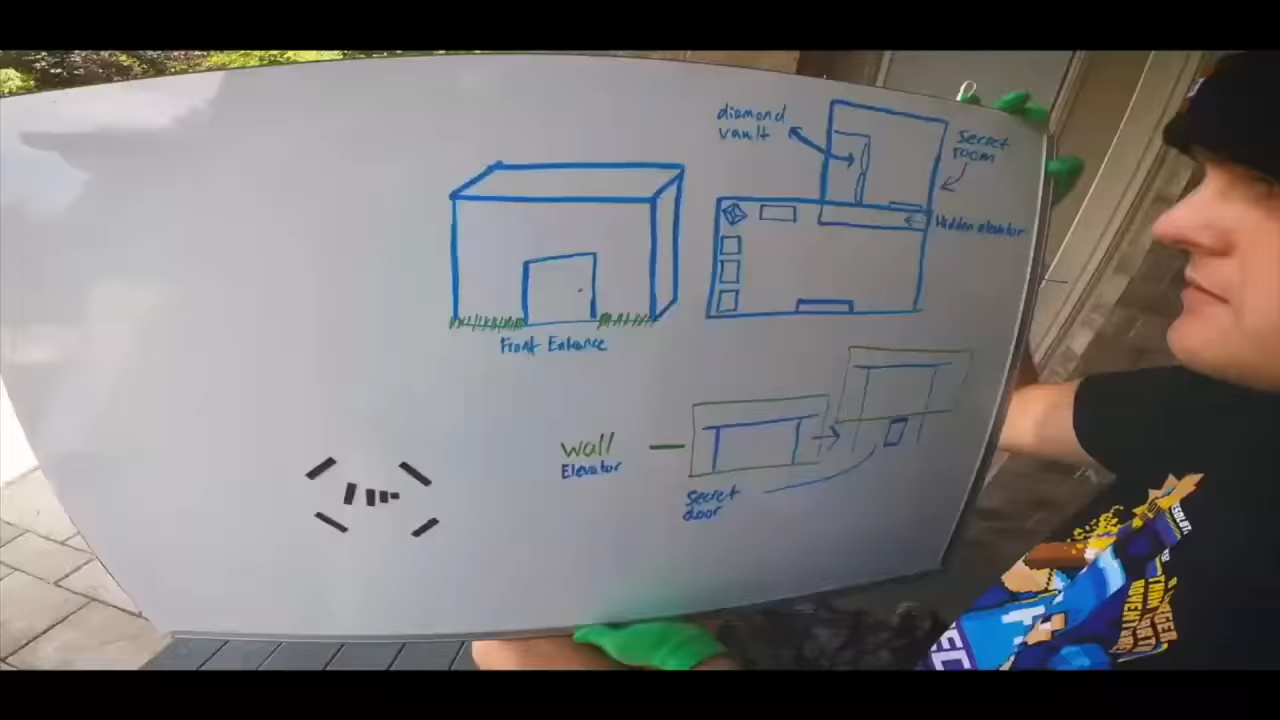 diamond
vault
Secret
room
Hidden elevator
Front Entrance
wall
Elevator
Secret
door